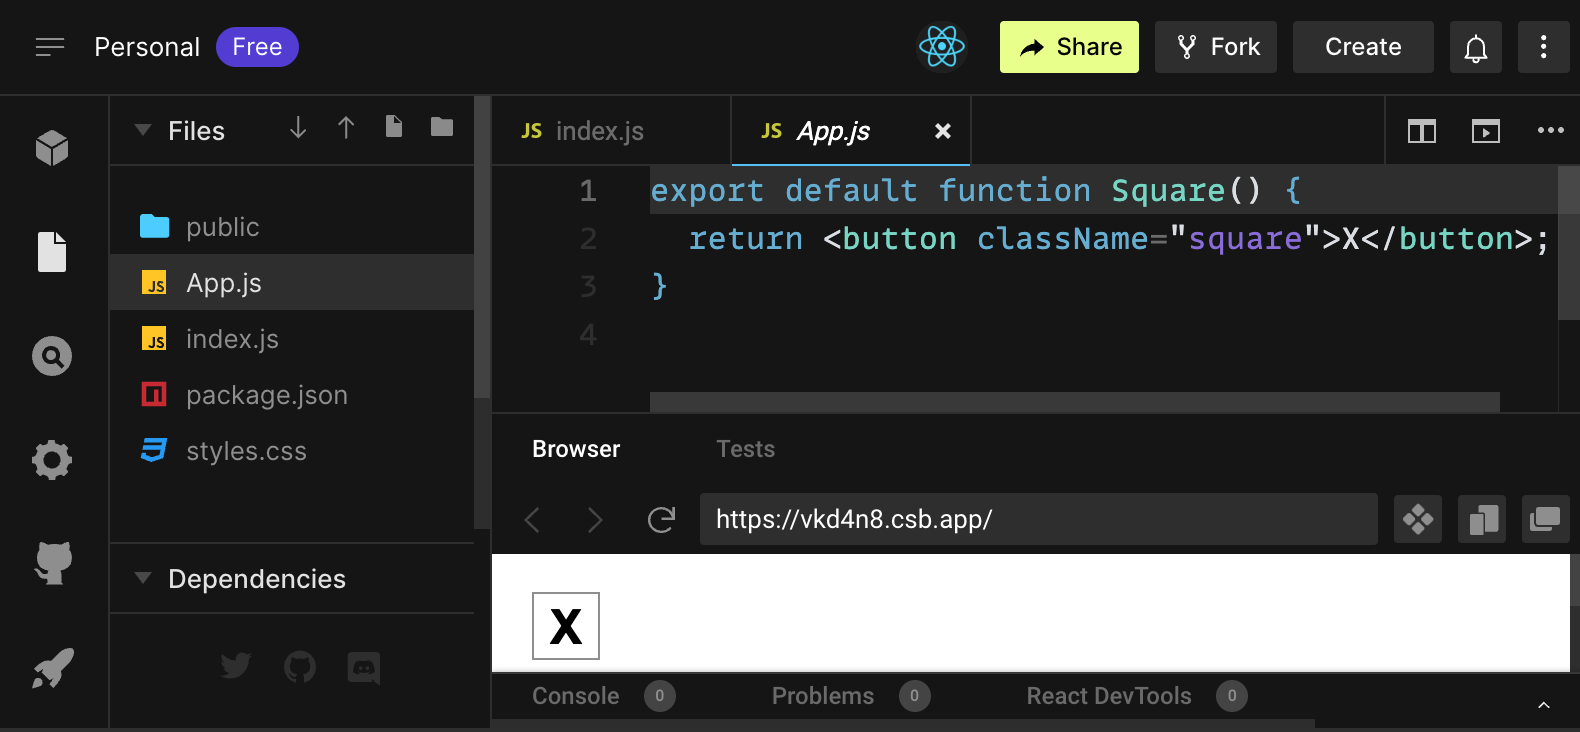 Personal Free Share Fork Create
Files JS index.js JS App.js
public
JS App.js
JS index.js
package.json
styles.css
Dependencies
1 export default function Square() {
2 return <button className="square">X</button>;
3 }
4
Browser Tests
https://vkd4n8.csb.app/
X
Console 0 Problems 0 React DevTools 0